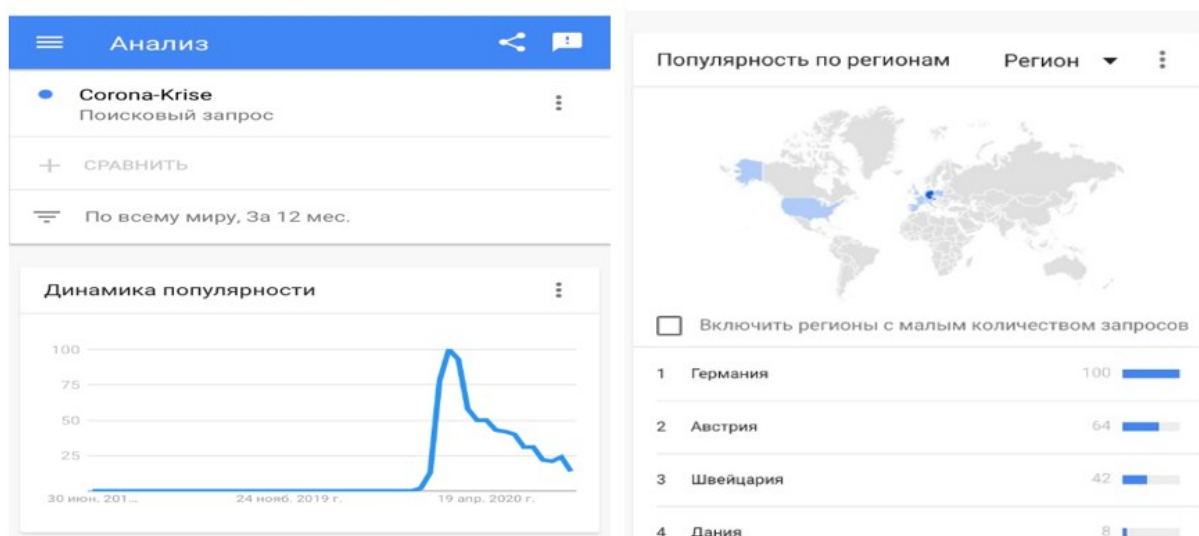 Анализ
Corona-Krise
Поисковый запрос
СРАВНИТЬ
По всему миру, За 12 мес.
Динамика популярности
100
75
50
25
30 июн. 201...
24 нояб. 2019 г.
19 апр. 2020 г.
Популярность по регионам
Регион
Включить регионы с малым количеством запросов
1 Германия 100
2 Австрия 64
3 Швейцария 42
4 Дания 8